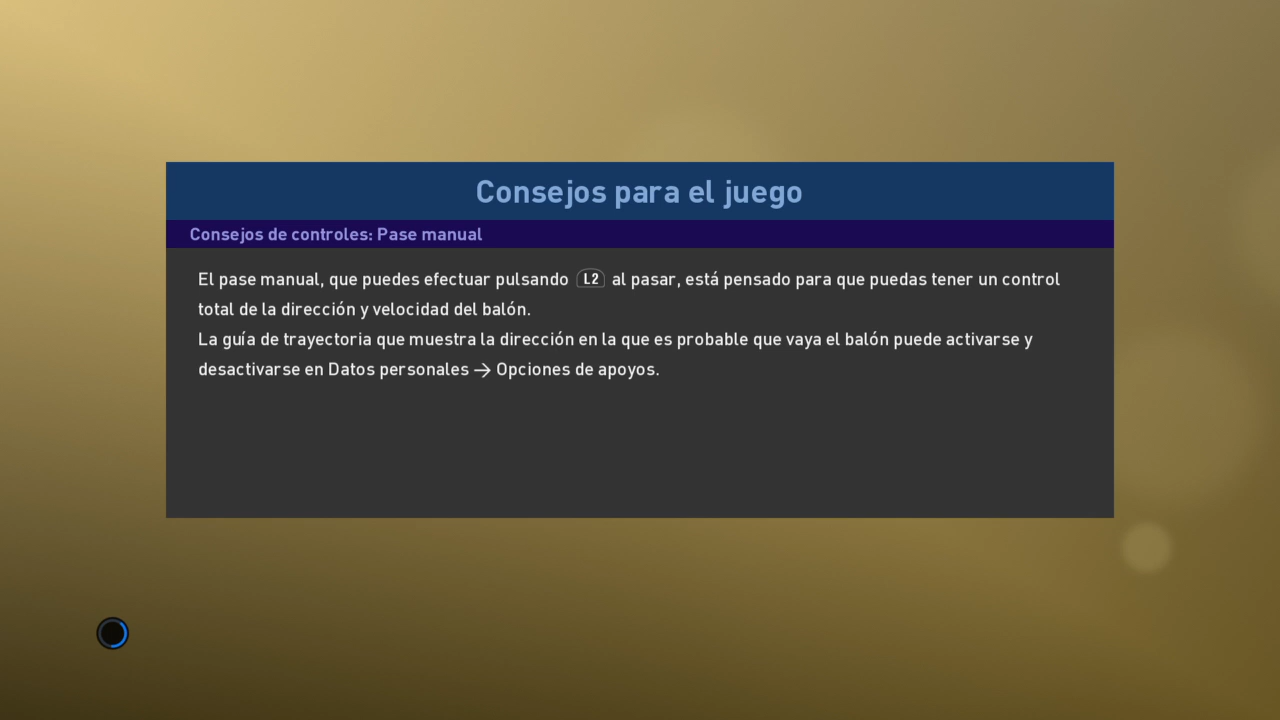 Consejos para el juego
Consejos de controles: Pase manual
El pase manual, que puedes efectuar pulsando L2 al pasar, está pensado para que puedas tener un control
total de la dirección y velocidad del balón.
La guía de trayectoria que muestra la dirección en la que es probable que vaya el balón puede activarse y
desactivarse en Datos personales → Opciones de apoyos.